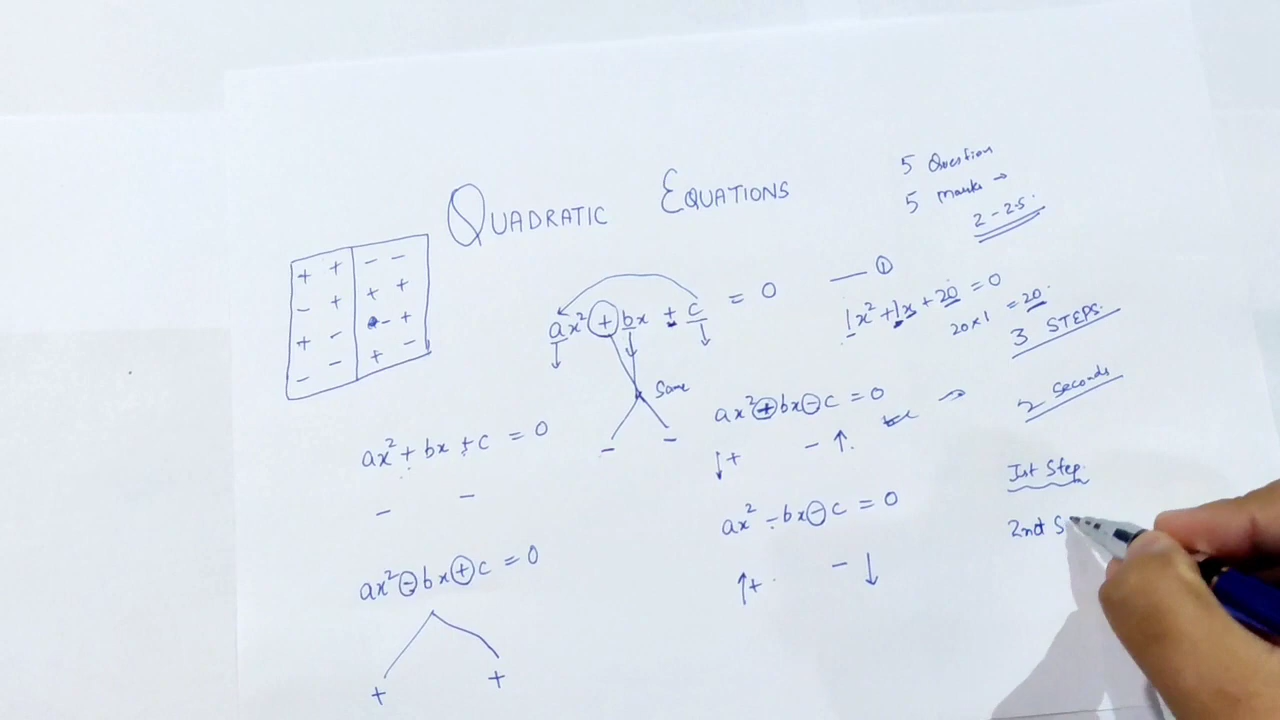 QUADRATIC EQUATIONS
5 Question
5 marks →
2 - 2.5.
+ + - -
- + + +
+ - - +
- - + -
ax² + bx + c = 0 — ①
Same
- -
1x² + 1x + 20 = 0
20 x 1 = 20.
3 STEPS.
2 seconds
ax² + bx + c = 0
- -
ax² + bx - c = 0
↓+ - ↑.
ax² - bx + c = 0
+ +
ax² - bx - c = 0
↑+ - ↓
Ist Step.
2nd S